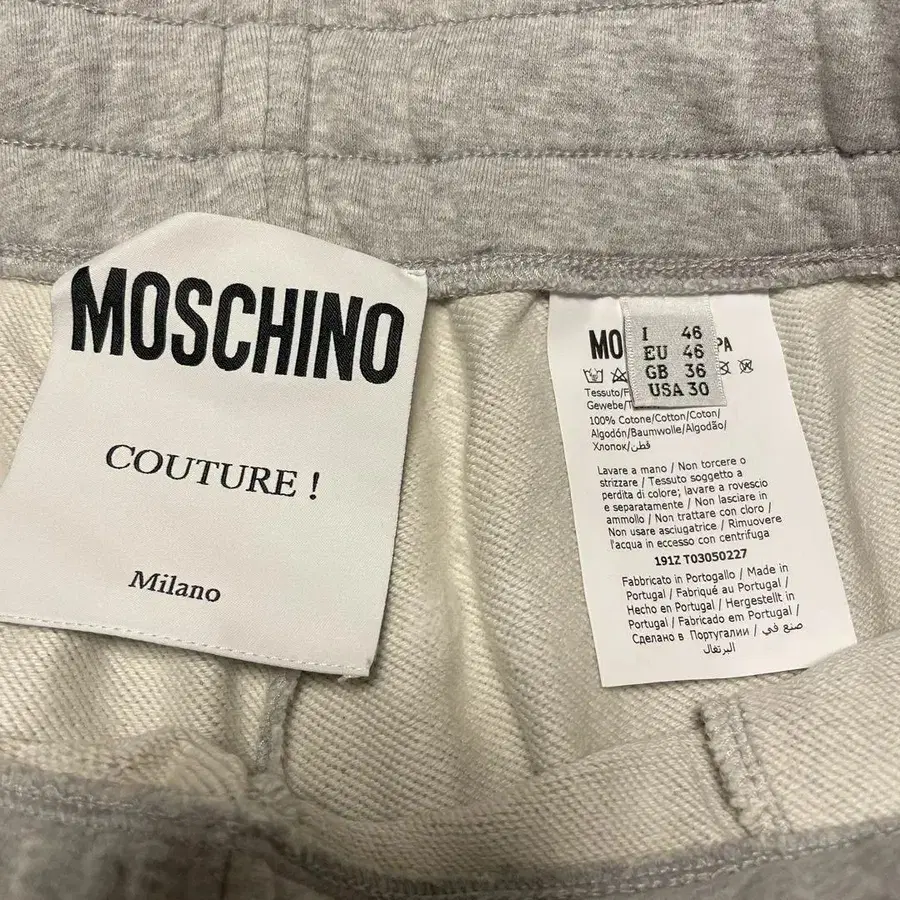 MOSCHINO
COUTURE !
Milano
I 46
EU 46
GB 36
USA 30
MO PA
Tessuto/F
Gewebe/T
100% Cotone/Cotton/Coton/
Algodón/Baumwolle/Algodão/
Хлопок/قطن
Lavare a mano / Non torcere o
strizzare / Tessuto soggetto a
perdita di colore; lavare a rovescio
e separatamente / Non lasciare in
ammollo / Non trattare con cloro /
Non usare asciugatrice / Rimuovere
l'acqua in eccesso con centrifuga
191Z T03050227
Fabbricato in Portogallo / Made in
Portugal / Fabriqué au Portugal /
Hecho en Portugal / Hergestellt in
Portugal / Fabricado em Portugal /
Сделано в Португалии / صنع في
البرتغال